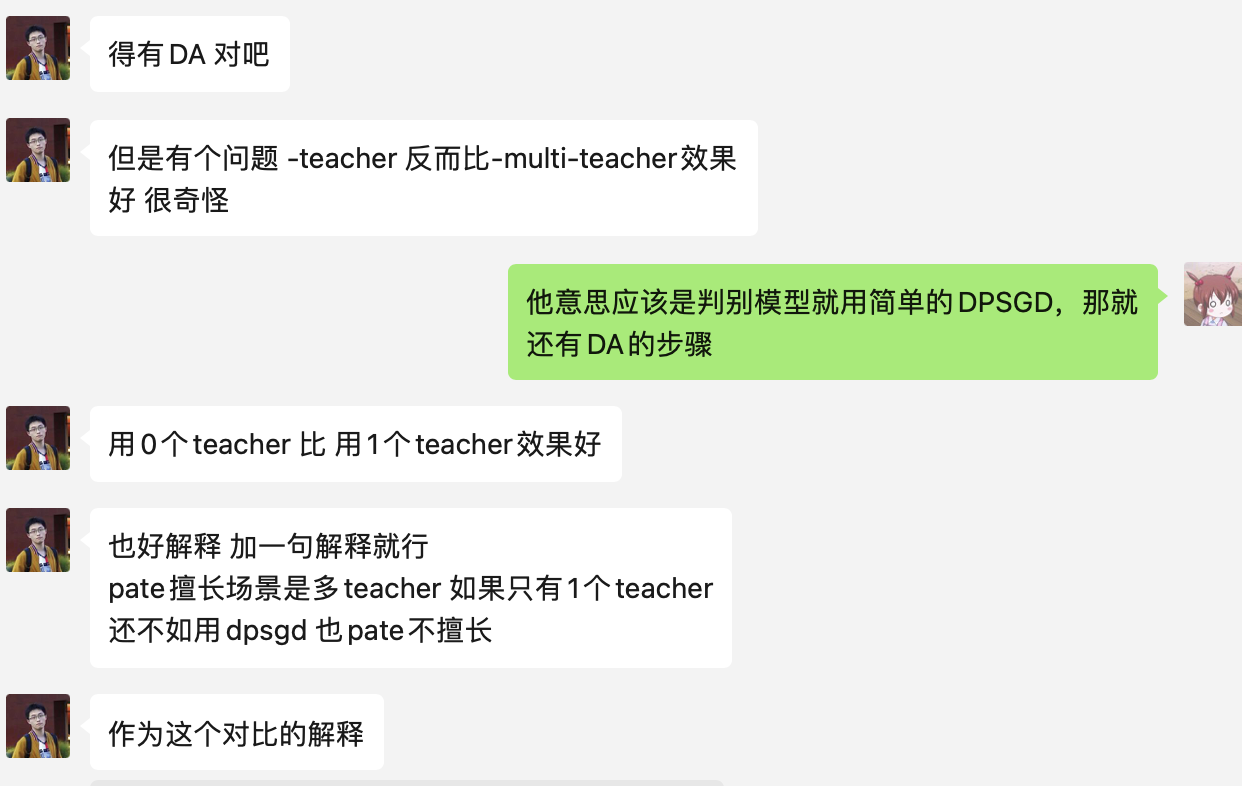 得有DA 对吧
但是有个问题 -teacher 反而比-multi-teacher效果
好 很奇怪
他意思应该是判别模型就用简单的DPSGD，那就
还有DA的步骤
用0个teacher 比 用1个teacher效果好
也好解释 加一句解释就行
pate擅长场景是多teacher 如果只有1个teacher
还不如用dpsgd 也pate不擅长
作为这个对比的解释